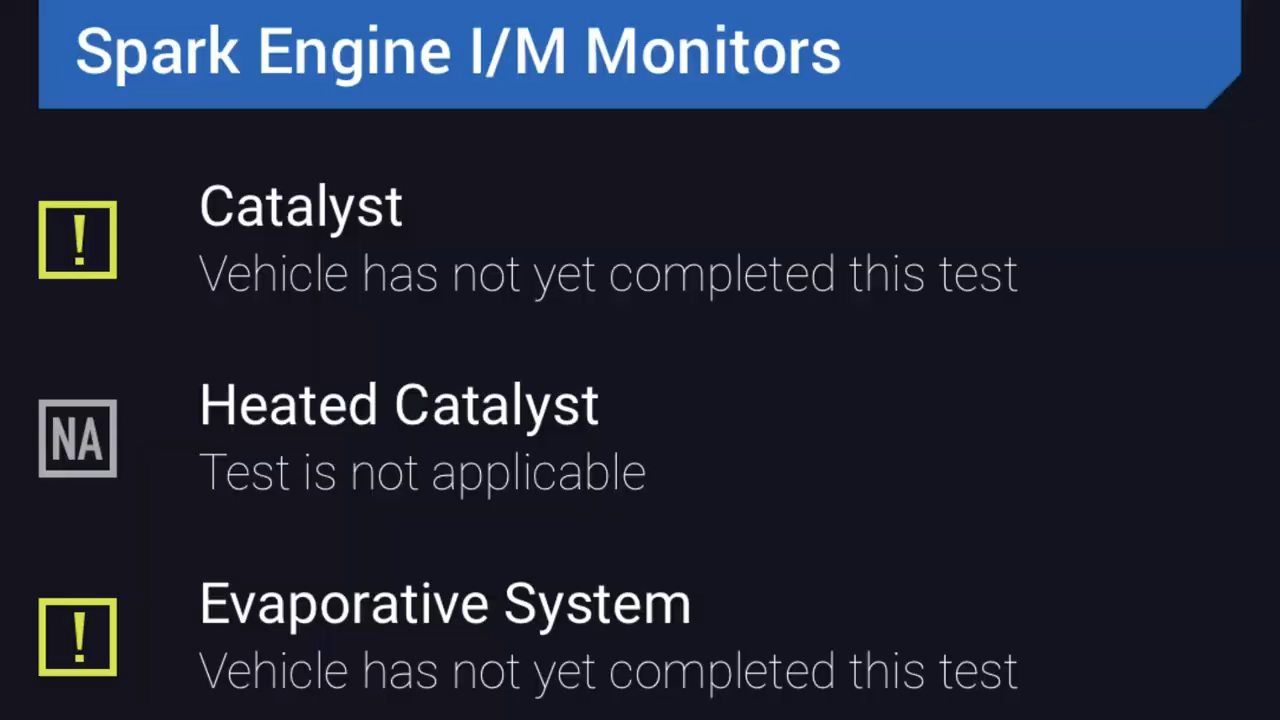 Spark Engine I/M Monitors
!
Catalyst
Vehicle has not yet completed this test
NA
Heated Catalyst
Test is not applicable
!
Evaporative System
Vehicle has not yet completed this test